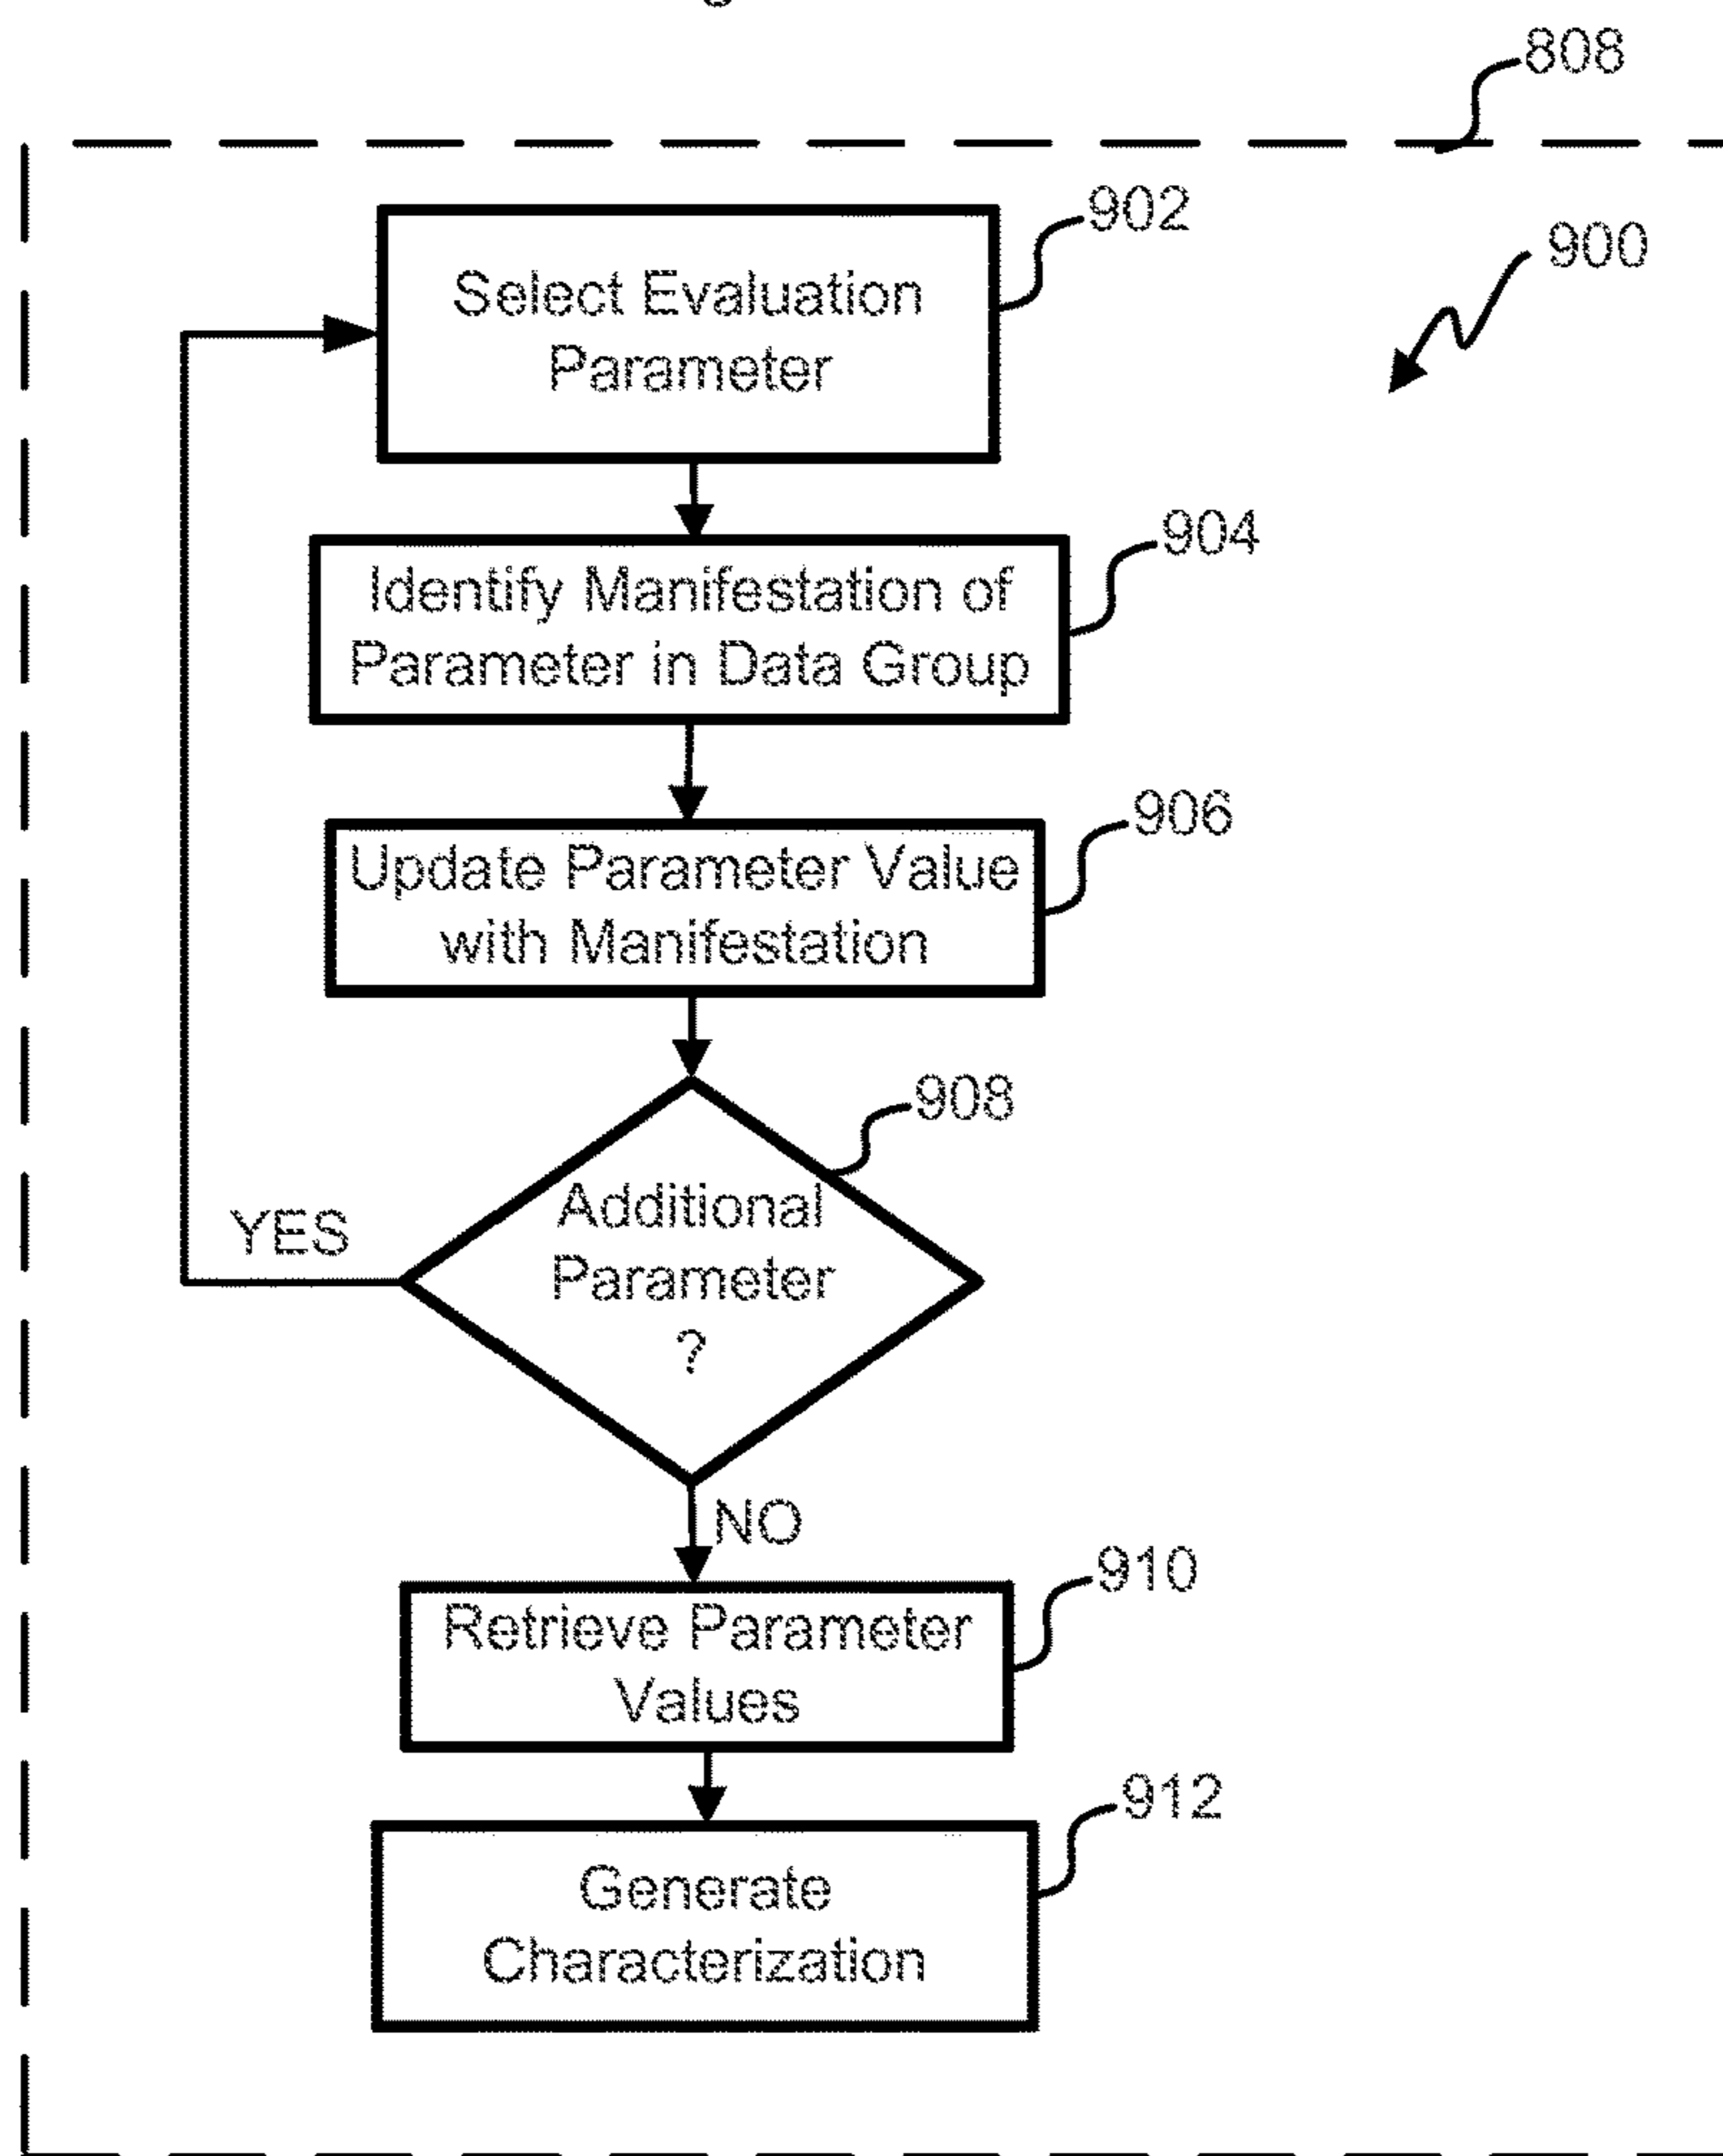 808
902
900
Select Evaluation
Parameter
904
Identify Manifestation of
Parameter in Data Group
906
Update Parameter Value
with Manifestation
908
Additional
Parameter
?
YES
NO
910
Retrieve Parameter
Values
912
Generate
Characterization